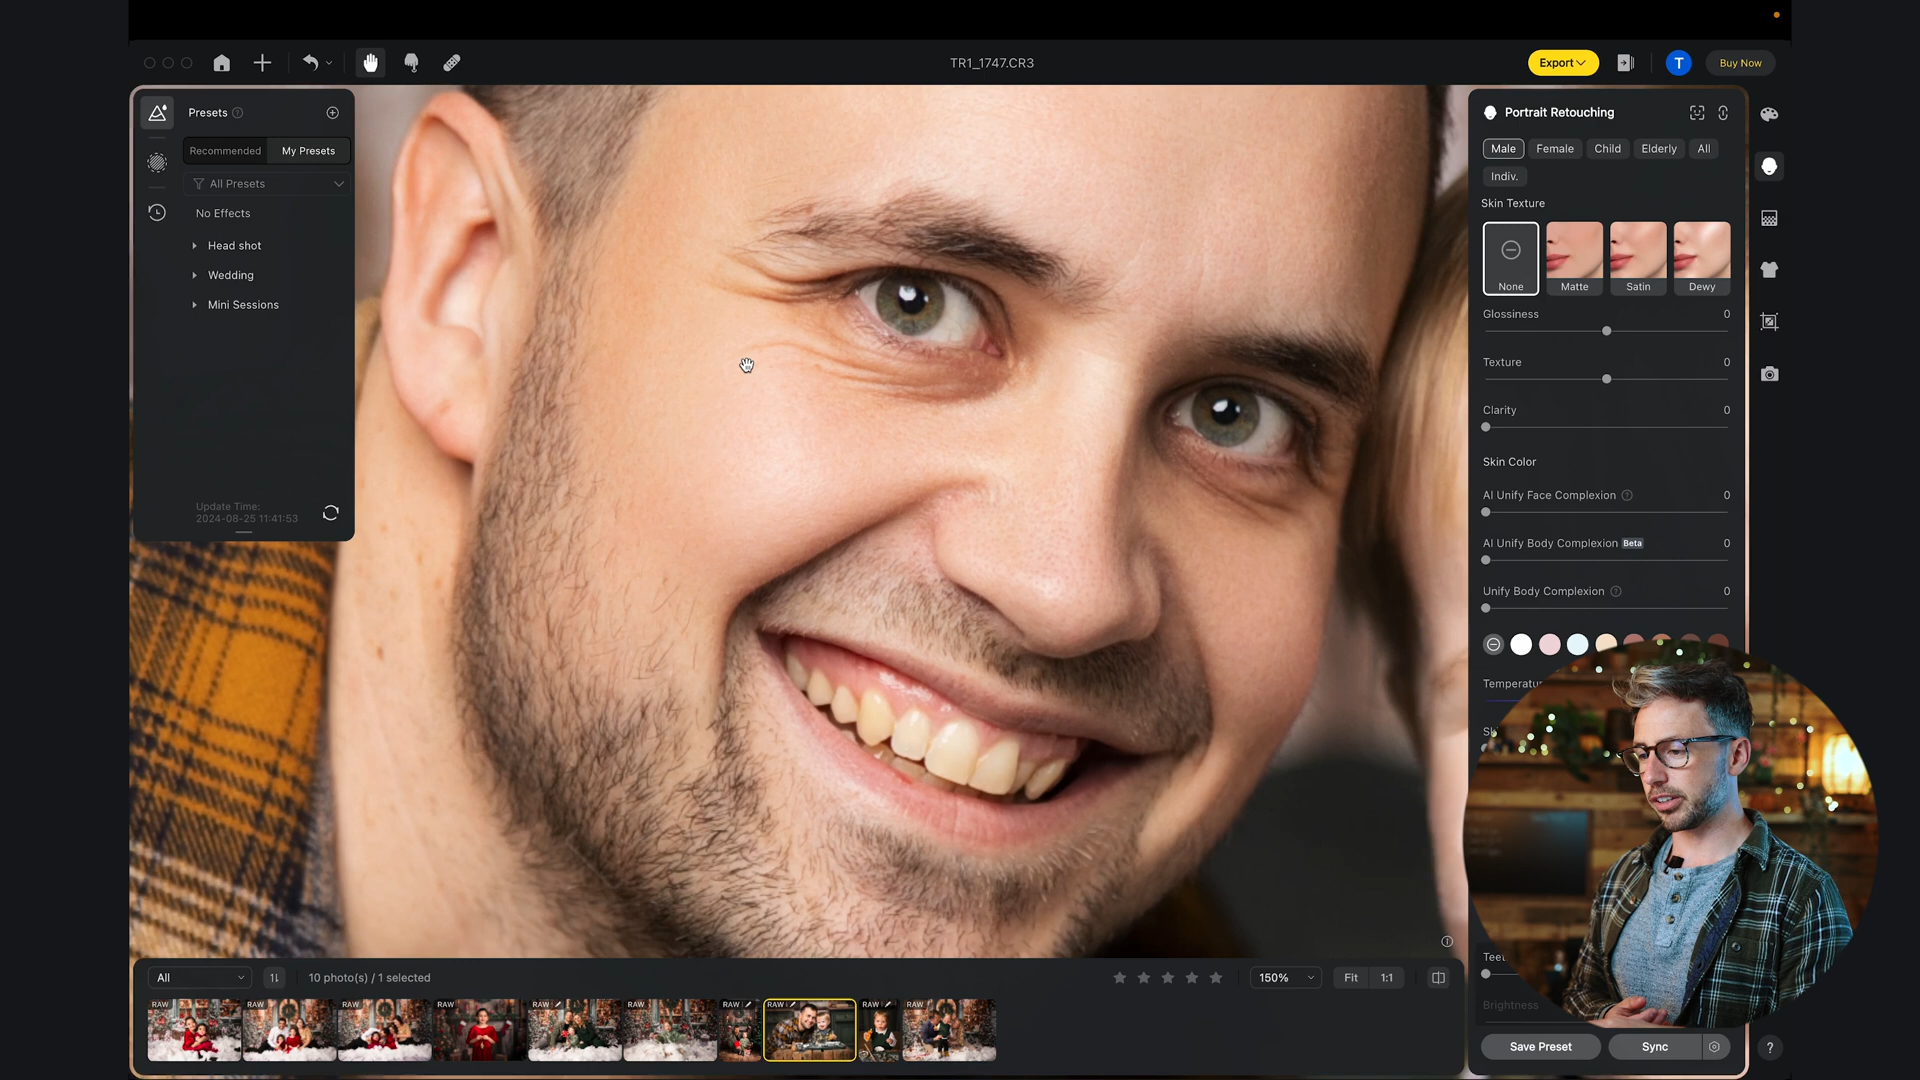 TR1_1747.CR3
Export
T
Buy Now
Presets
Recommended
My Presets
All Presets
No Effects
Head shot
Wedding
Mini Sessions
Update Time:
2024-08-25 11:41:53
Portrait Retouching
Male
Female
Child
Elderly
All
Indiv.
Skin Texture
None
Matte
Satin
Dewy
Glossiness 0
Texture 0
Clarity 0
Skin Color
AI Unify Face Complexion ? 0
AI Unify Body Complexion Beta 0
Unify Body Complexion ? 0
Temperatu
Sk
Teet
Brightness
Save Preset
Sync
?
All
10 photo(s) / 1 selected
150%
Fit
1:1
RAW
RAW
RAW
RAW
RAW
RAW
RAW
RAW
RAW
RAW